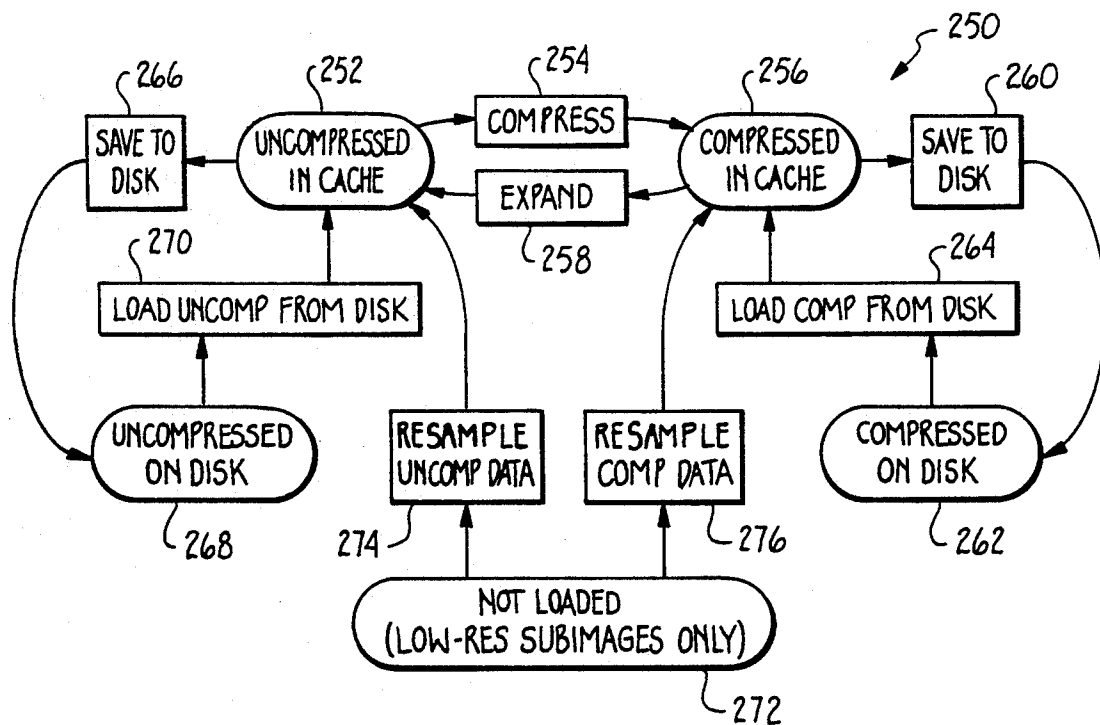 250
266
252
254
256
260
SAVE TO
DISK
UNCOMPRESSED
IN CACHE
COMPRESS
COMPRESSED
IN CACHE
SAVE TO
DISK
EXPAND
258
270
264
LOAD UNCOMP FROM DISK
LOAD COMP FROM DISK
UNCOMPRESSED
ON DISK
RESAMPLE
UNCOMP DATA
RESAMPLE
COMP DATA
COMPRESSED
ON DISK
268
274
276
262
NOT LOADED
(LOW-RES SUBIMAGES ONLY)
272